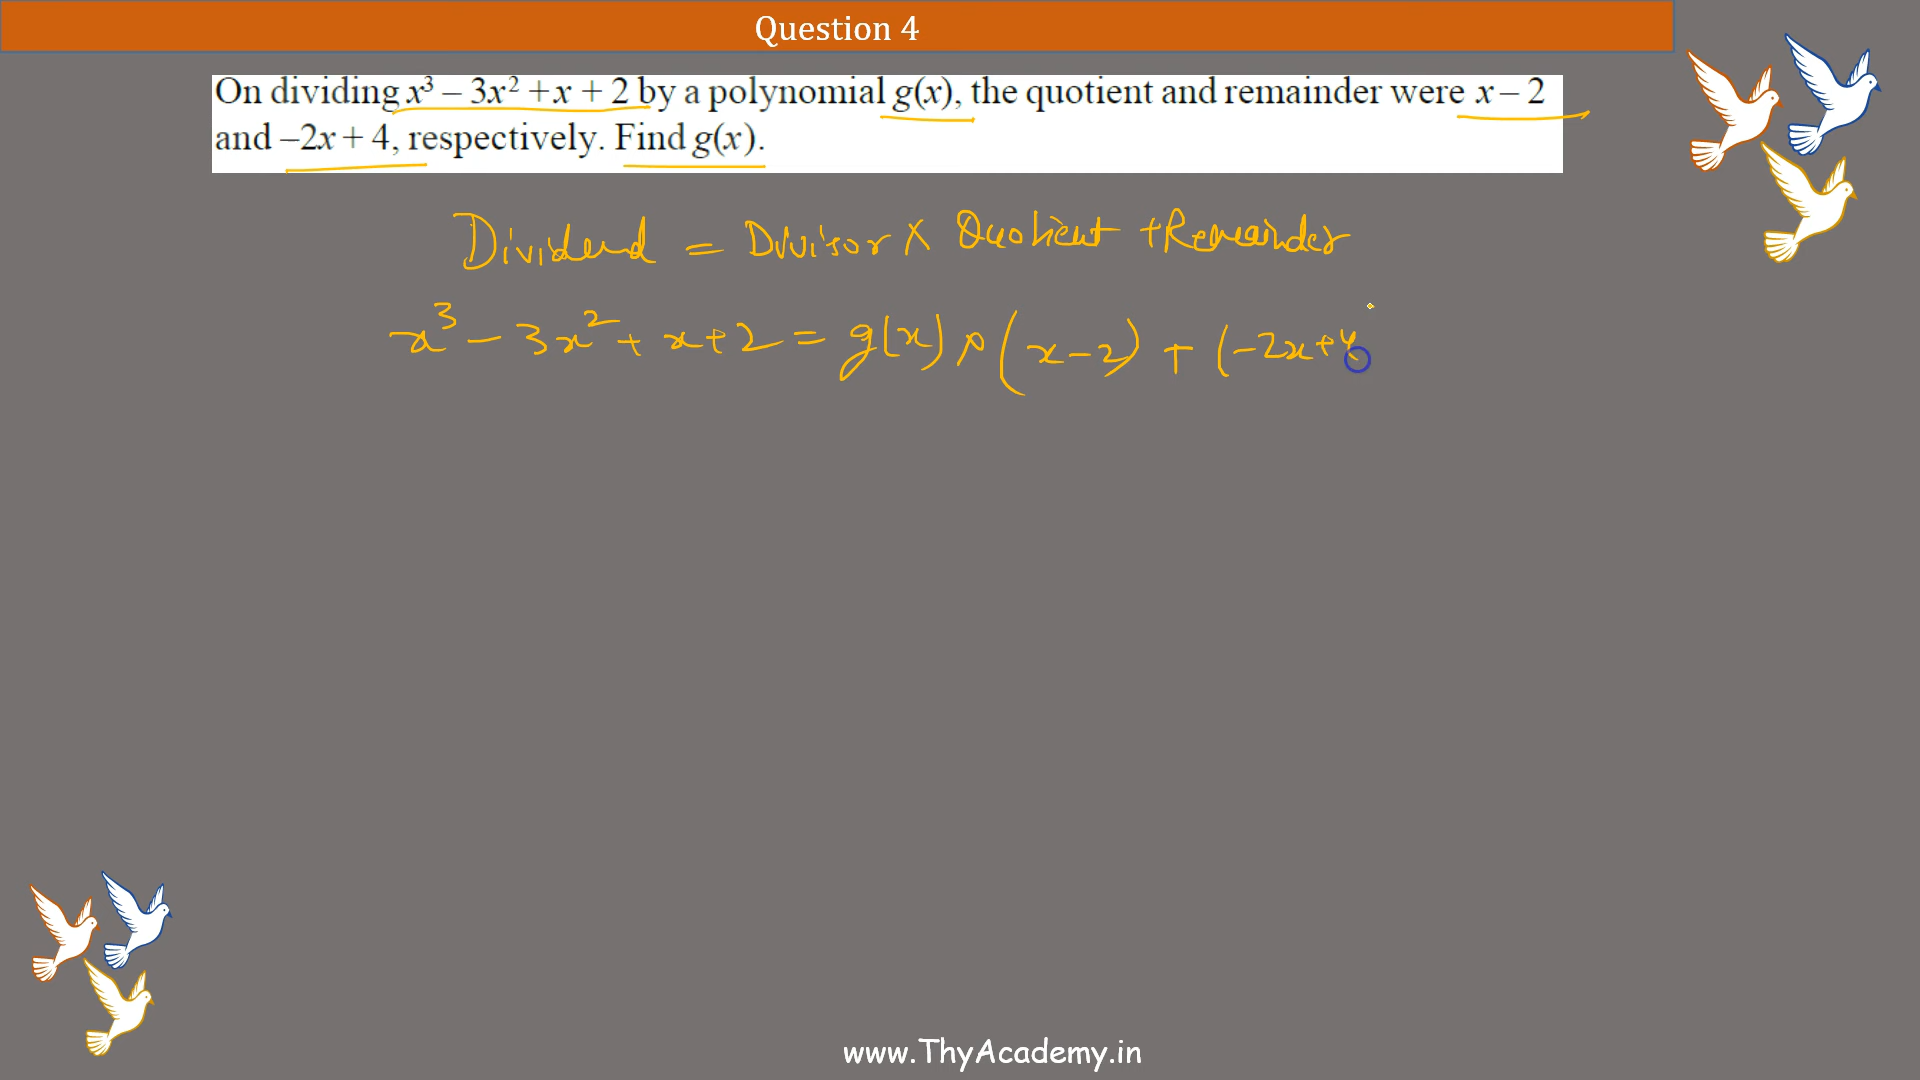 Question 4
On dividing x³ – 3x² + x + 2 by a polynomial g(x), the quotient and remainder were x – 2
and –2x + 4, respectively. Find g(x).
Dividend = Divisor × Quotient + Remainder
x³ – 3x² + x + 2 = g(x) × (x – 2) + (–2x + 4
www.ThyAcademy.in